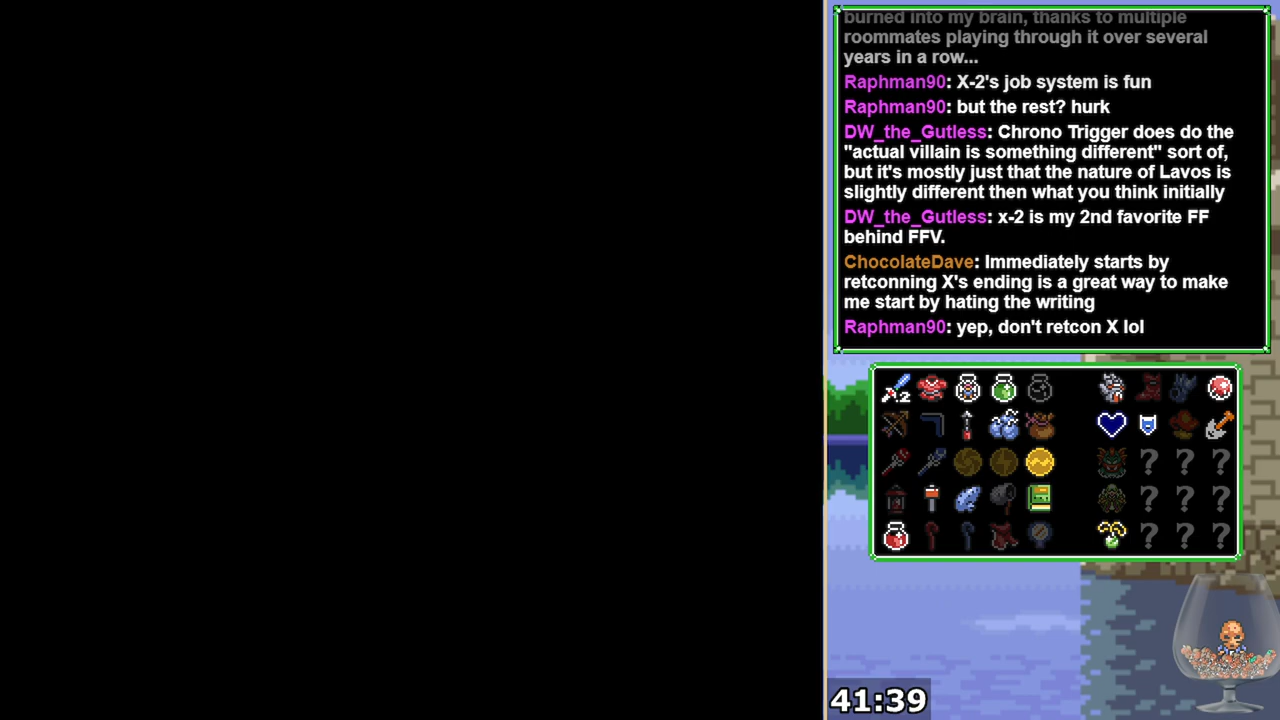 burned into my brain, thanks to multiple
roommates playing through it over several
years in a row...
Raphman90: X-2's job system is fun
Raphman90: but the rest? hurk
DW_the_Gutless: Chrono Trigger does do the
"actual villain is something different" sort of,
but it's mostly just that the nature of Lavos is
slightly different then what you think initially
DW_the_Gutless: x-2 is my 2nd favorite FF
behind FFV.
ChocolateDave: Immediately starts by
retconning X's ending is a great way to make
me start by hating the writing
Raphman90: yep, don't retcon X lol
.2
? ? ?
? ? ?
? ? ?
41:39